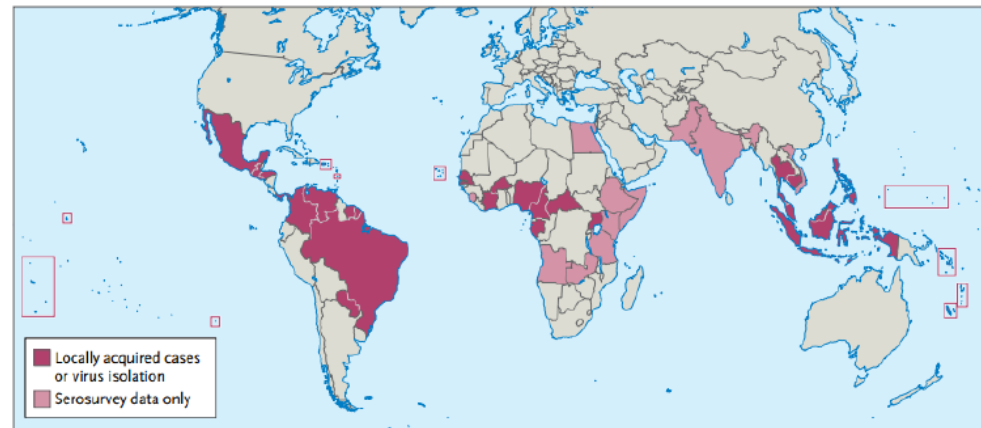 Locally acquired cases
or virus isolation
Serosurvey data only